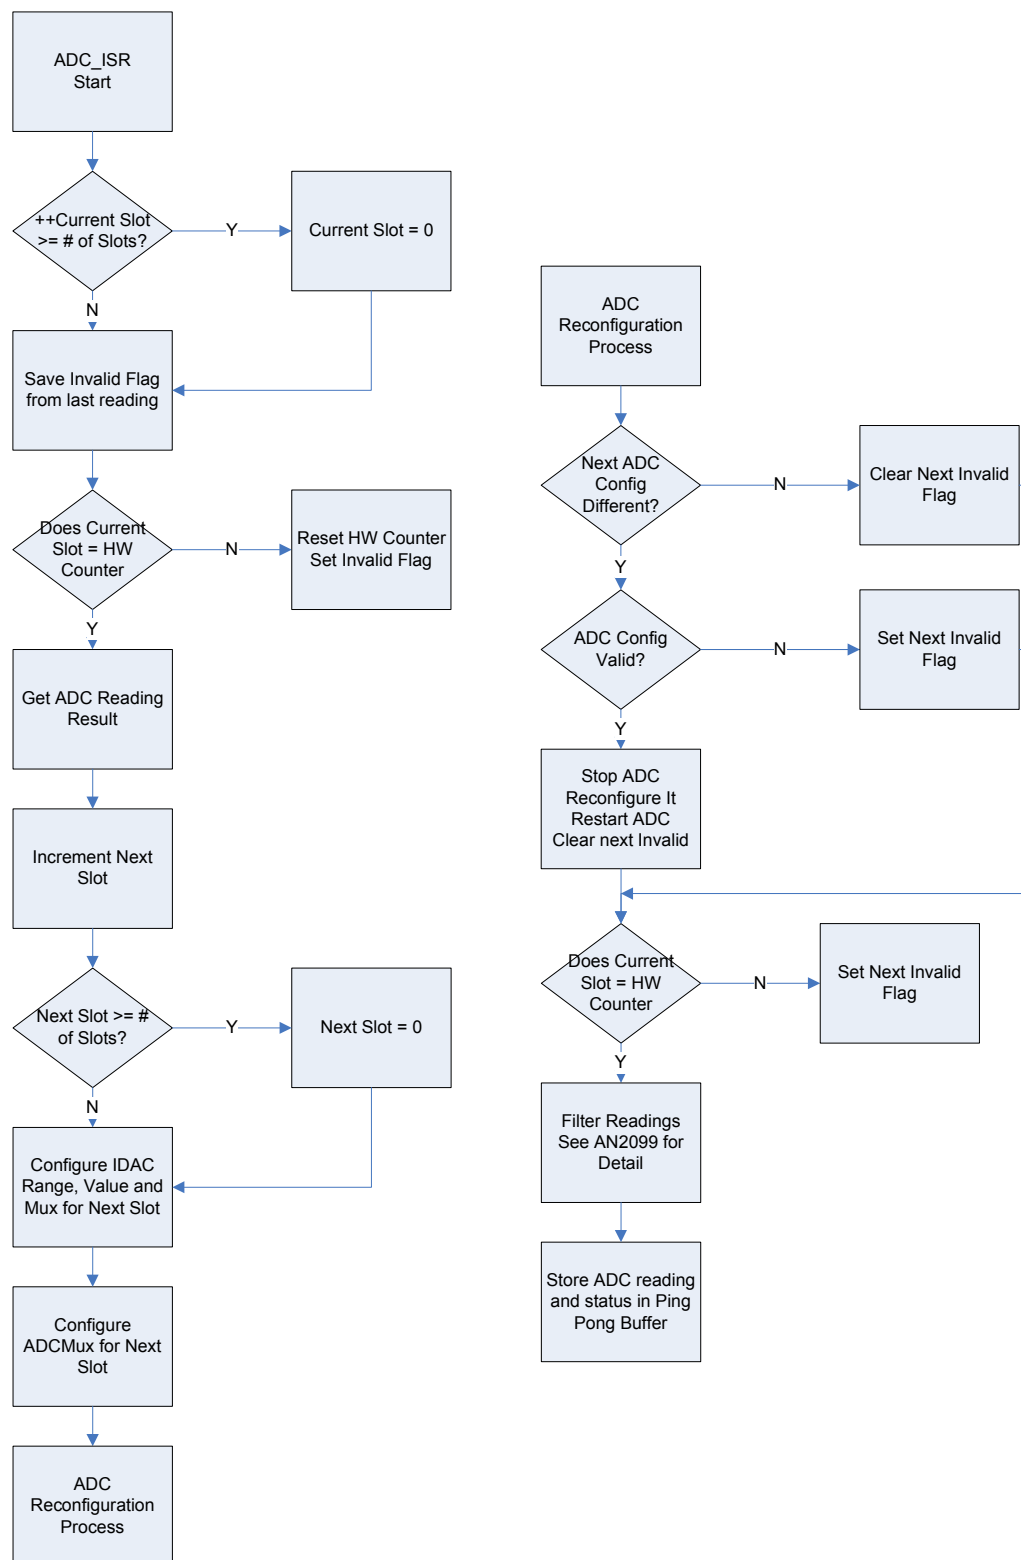 ADC_ISR
Start
++Current Slot
>= # of Slots?
Y
Current Slot = 0
N
Save Invalid Flag
from last reading
Does Current
Slot = HW
Counter
N
Reset HW Counter
Set Invalid Flag
Y
Get ADC Reading
Result
Increment Next
Slot
Next Slot >= #
of Slots?
Y
Next Slot = 0
N
Configure IDAC
Range, Value and
Mux for Next Slot
Configure
ADCMux for Next
Slot
ADC
Reconfiguration
Process
ADC
Reconfiguration
Process
Next ADC
Config
Different?
N
Clear Next Invalid
Flag
Y
ADC Config
Valid?
N
Set Next Invalid
Flag
Y
Stop ADC
Reconfigure It
Restart ADC
Clear next Invalid
Does Current
Slot = HW
Counter
N
Set Next Invalid
Flag
Y
Filter Readings
See AN2099 for
Detail
Store ADC reading
and status in Ping
Pong Buffer